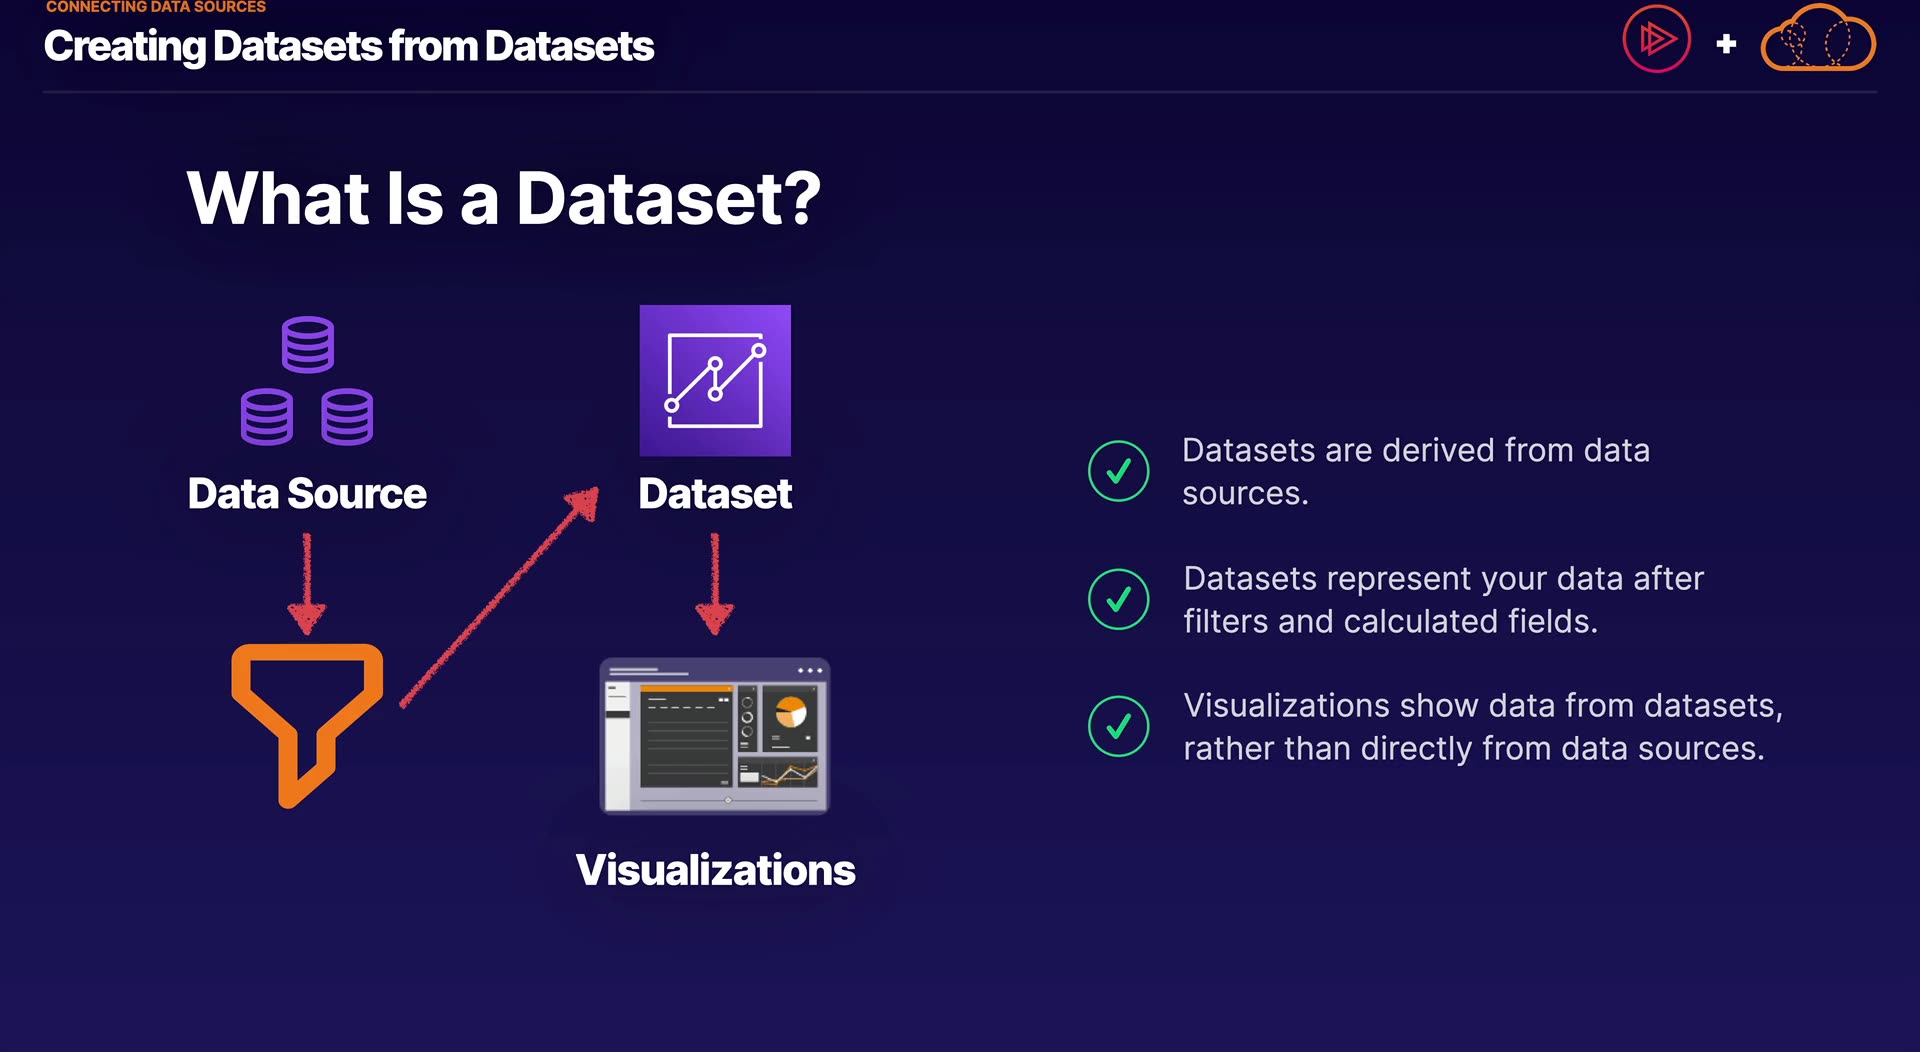 CONNECTING DATA SOURCES
Creating Datasets from Datasets
+
What Is a Dataset?
Data Source
Dataset
Visualizations
Datasets are derived from data
sources.
Datasets represent your data after
filters and calculated fields.
Visualizations show data from datasets,
rather than directly from data sources.